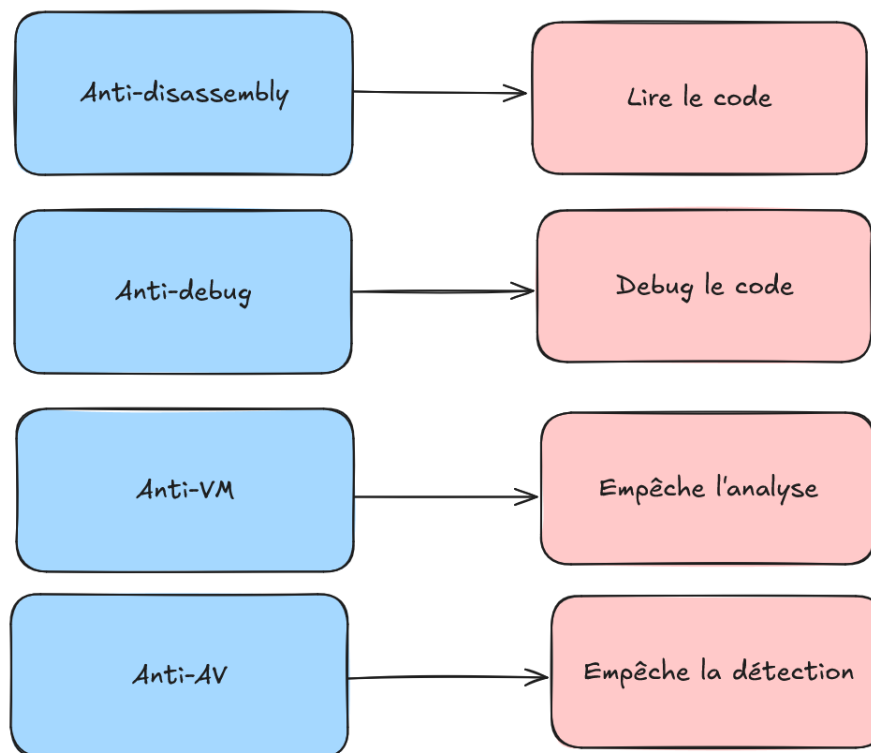 Anti-disassembly
Lire le code
Anti-debug
Debug le code
Anti-VM
Empêche l'analyse
Anti-AV
Empêche la détection